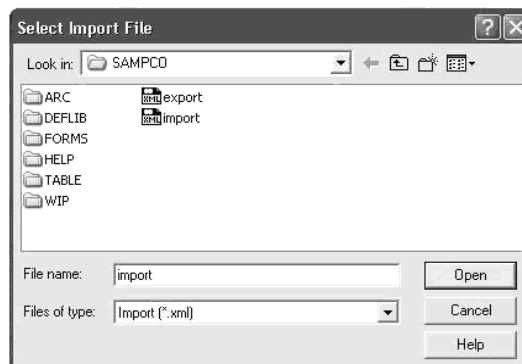 Select Import File
Look in: SAMPCO
ARC export
DEFLIB import
FORMS
HELP
TABLE
WIP
File name: import Open
Files of type: Import (*.xml) Cancel
Help